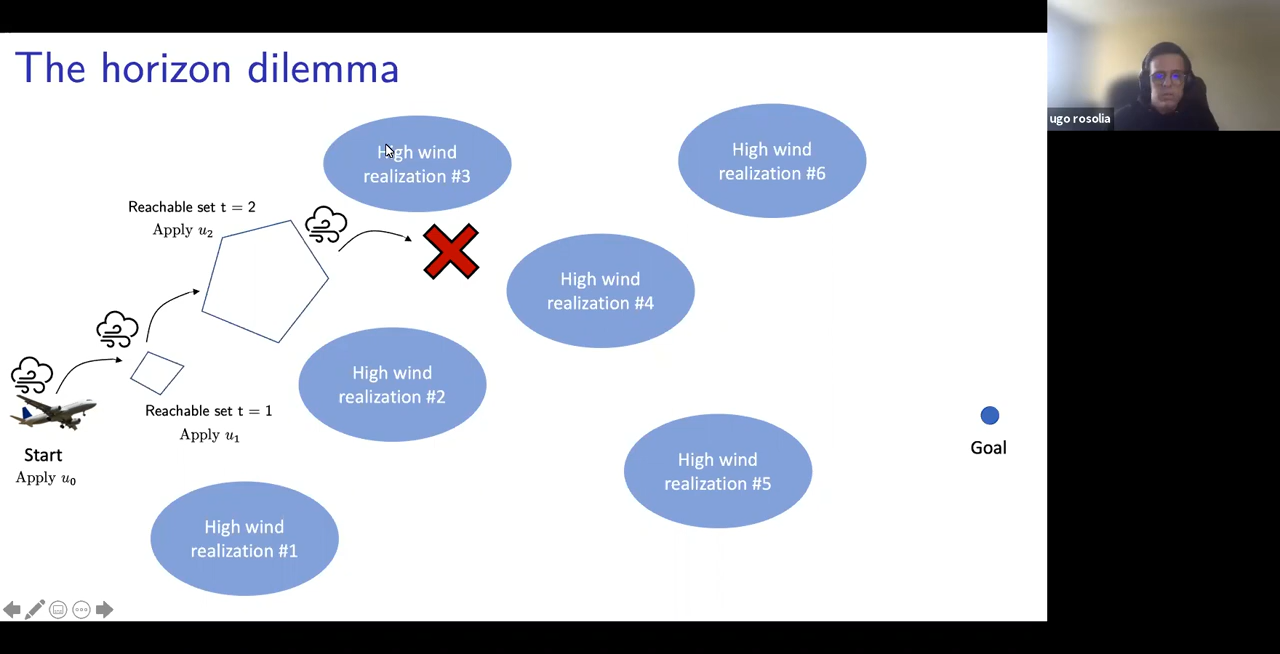 The horizon dilemma
ugo rosolia
High wind
realization #3
High wind
realization #6
Reachable set t = 2
Apply u₂
High wind
realization #4
High wind
realization #2
Reachable set t = 1
Apply u₁
Start
Apply u₀
Goal
High wind
realization #5
High wind
realization #1